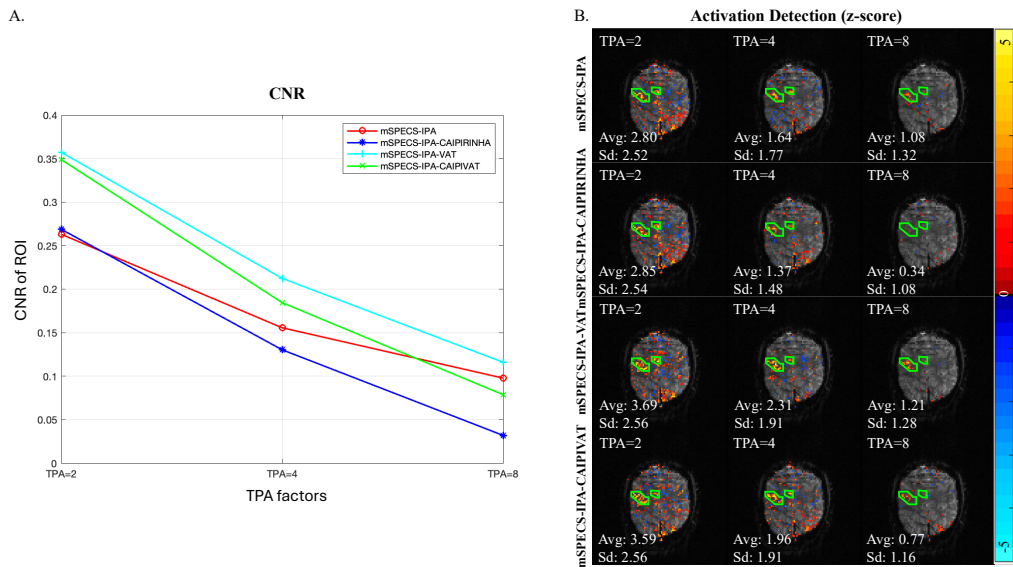 A.
CNR
0.4
0.35
0.3
0.25
0.2
0.15
0.1
0.05
0
CNR of ROI
mSPECS-IPA
mSPECS-IPA-CAIPIRINHA
mSPECS-IPA-VAT
mSPECS-IPA-CAIPIVAT
TPA=2
TPA=4
TPA=8
TPA factors
B.
Activation Detection (z-score)
mSPECS-IPA
TPA=2
TPA=4
TPA=8
Avg: 2.80
Sd: 2.52
Avg: 1.64
Sd: 1.77
Avg: 1.08
Sd: 1.32
mSPECS-IPA-CAIPIRINHA
TPA=2
TPA=4
TPA=8
Avg: 2.85
Sd: 2.54
Avg: 1.37
Sd: 1.48
Avg: 0.34
Sd: 1.08
mSPECS-IPA-VAT
TPA=2
TPA=4
TPA=8
Avg: 3.69
Sd: 2.56
Avg: 2.31
Sd: 1.91
Avg: 1.21
Sd: 1.28
mSPECS-IPA-CAIPIVAT
TPA=2
TPA=4
TPA=8
Avg: 3.59
Sd: 2.56
Avg: 1.96
Sd: 1.91
Avg: 0.77
Sd: 1.16
5
0
-5